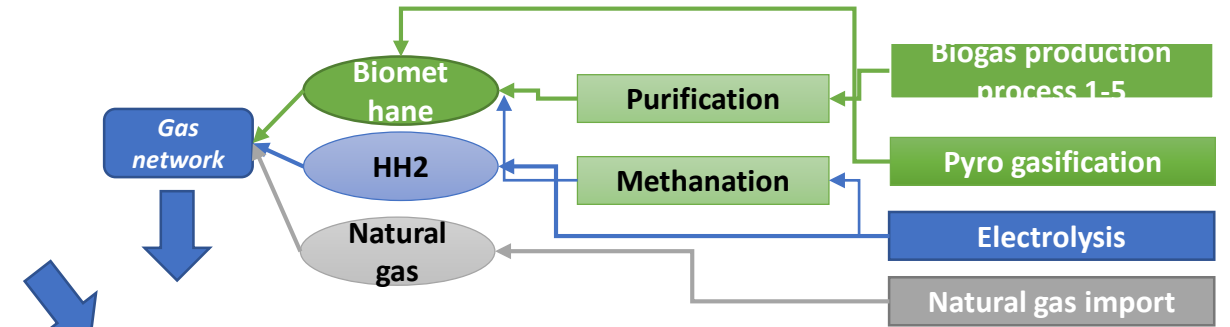 Biogas production
process 1-5
Biomet
hane
Purification
Gas
network
HH2
Methanation
Pyro gasification
Natural
gas
Electrolysis
Natural gas import